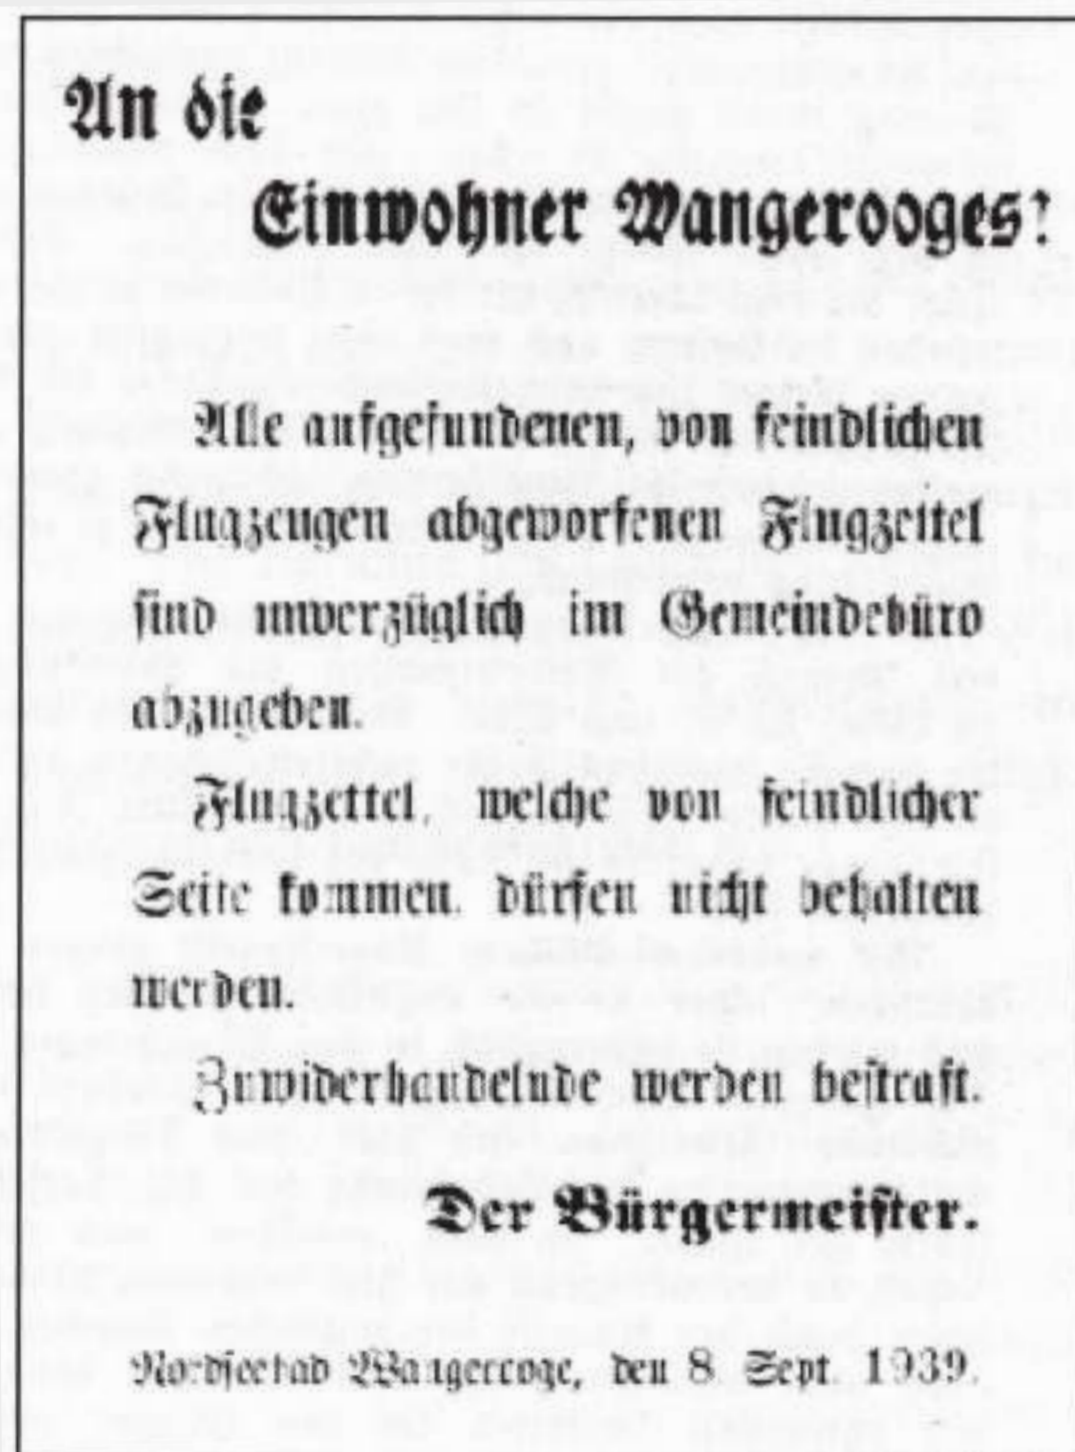 An die
Einwohner Wangerooges!
Alle aufgefundenen, von feindlichen
Flugzeugen abgeworfenen Flugzettel
sind unverzüglich im Gemeindebüro
abzugeben.
Flugzettel, welche von feindlicher
Seite kommen, dürfen nicht behalten
werden.
Zuwiderhandelnde werden bestraft.
Der Bürgermeister.
Nordseebad Wangerooge, den 8. Sept. 1939.